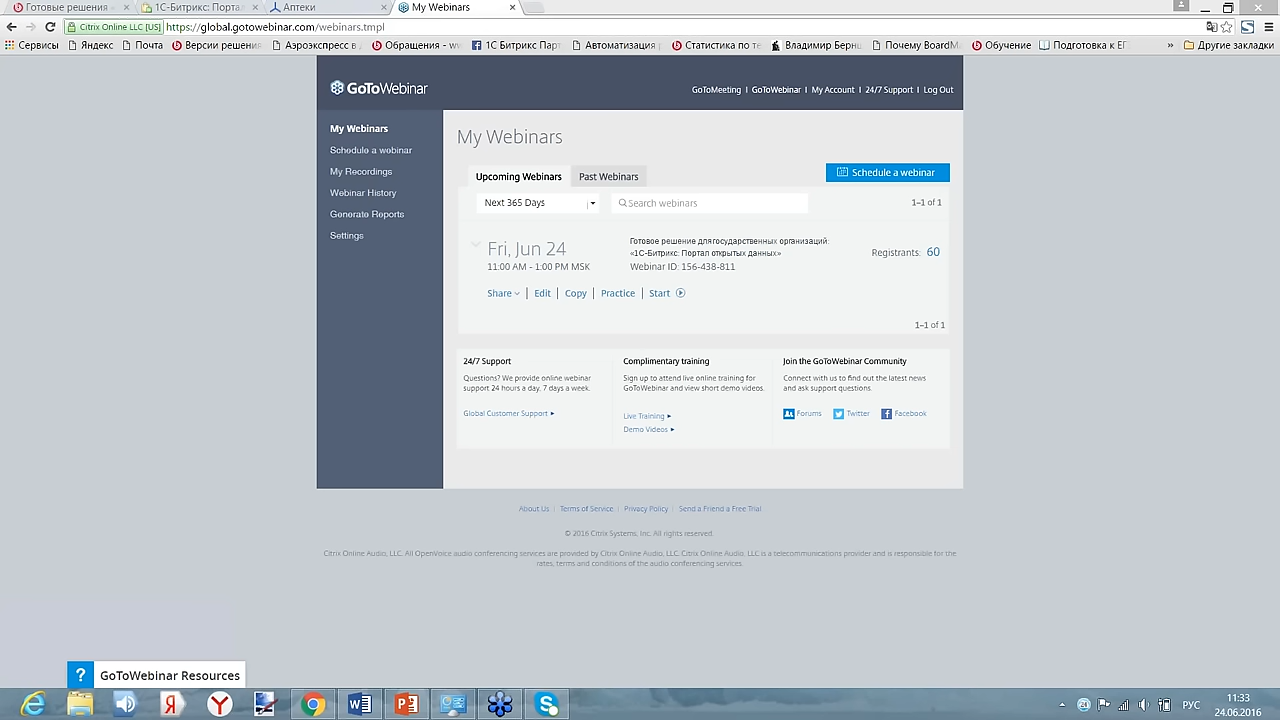 Готовые решения
1С-Битрикс: Портал
Аптеки
My Webinars
Citrix Online LLC [US] https://global.gotowebinar.com/webinars.tmpl
Сервисы Яндекс Почта Версии решения Аэроэкспресс в Обращения - ww 1С Битрикс Парт Автоматизация Статистика по те Владимир Берн Почему BoardM Обучение Подготовка к ЕГ » Другие закладки
GoToWebinar
GoToMeeting | GoToWebinar | My Account | 24/7 Support | Log Out
My Webinars
Schedule a webinar
My Recordings
Webinar History
Generate Reports
Settings
My Webinars
Upcoming Webinars Past Webinars
Schedule a webinar
Next 365 Days
Search webinars
1–1 of 1
Fri, Jun 24
11:00 AM - 1:00 PM MSK
Готовое решение длягосударственных организаций:
«1С-Битрикс: Портал открытых данных»
Webinar ID: 156-438-811
Registrants: 60
Share | Edit | Copy | Practice | Start
1–1 of 1
24/7 Support
Questions? We provide online webinar
support 24 hours a day, 7 days a week.
Global Customer Support
Complimentary training
Sign up to attend live online training for
GoToWebinar and view short demo videos.
Live Training
Demo Videos
Join the GoToWebinar Community
Connect with us to find out the latest news
and ask support questions.
Forums Twitter Facebook
About Us | Terms of Service | Privacy Policy | Send a Friend a Free Trial
© 2016 Citrix Systems, Inc. All rights reserved.
Citrix Online Audio, LLC. All OpenVoice audio conferencing services are provided by Citrix Online Audio, LLC. Citrix Online Audio, LLC is a telecommunications provider and is responsible for the
rates, terms and conditions of the audio conferencing services.
? GoToWebinar Resources
РУС
11:33
24.06.2016